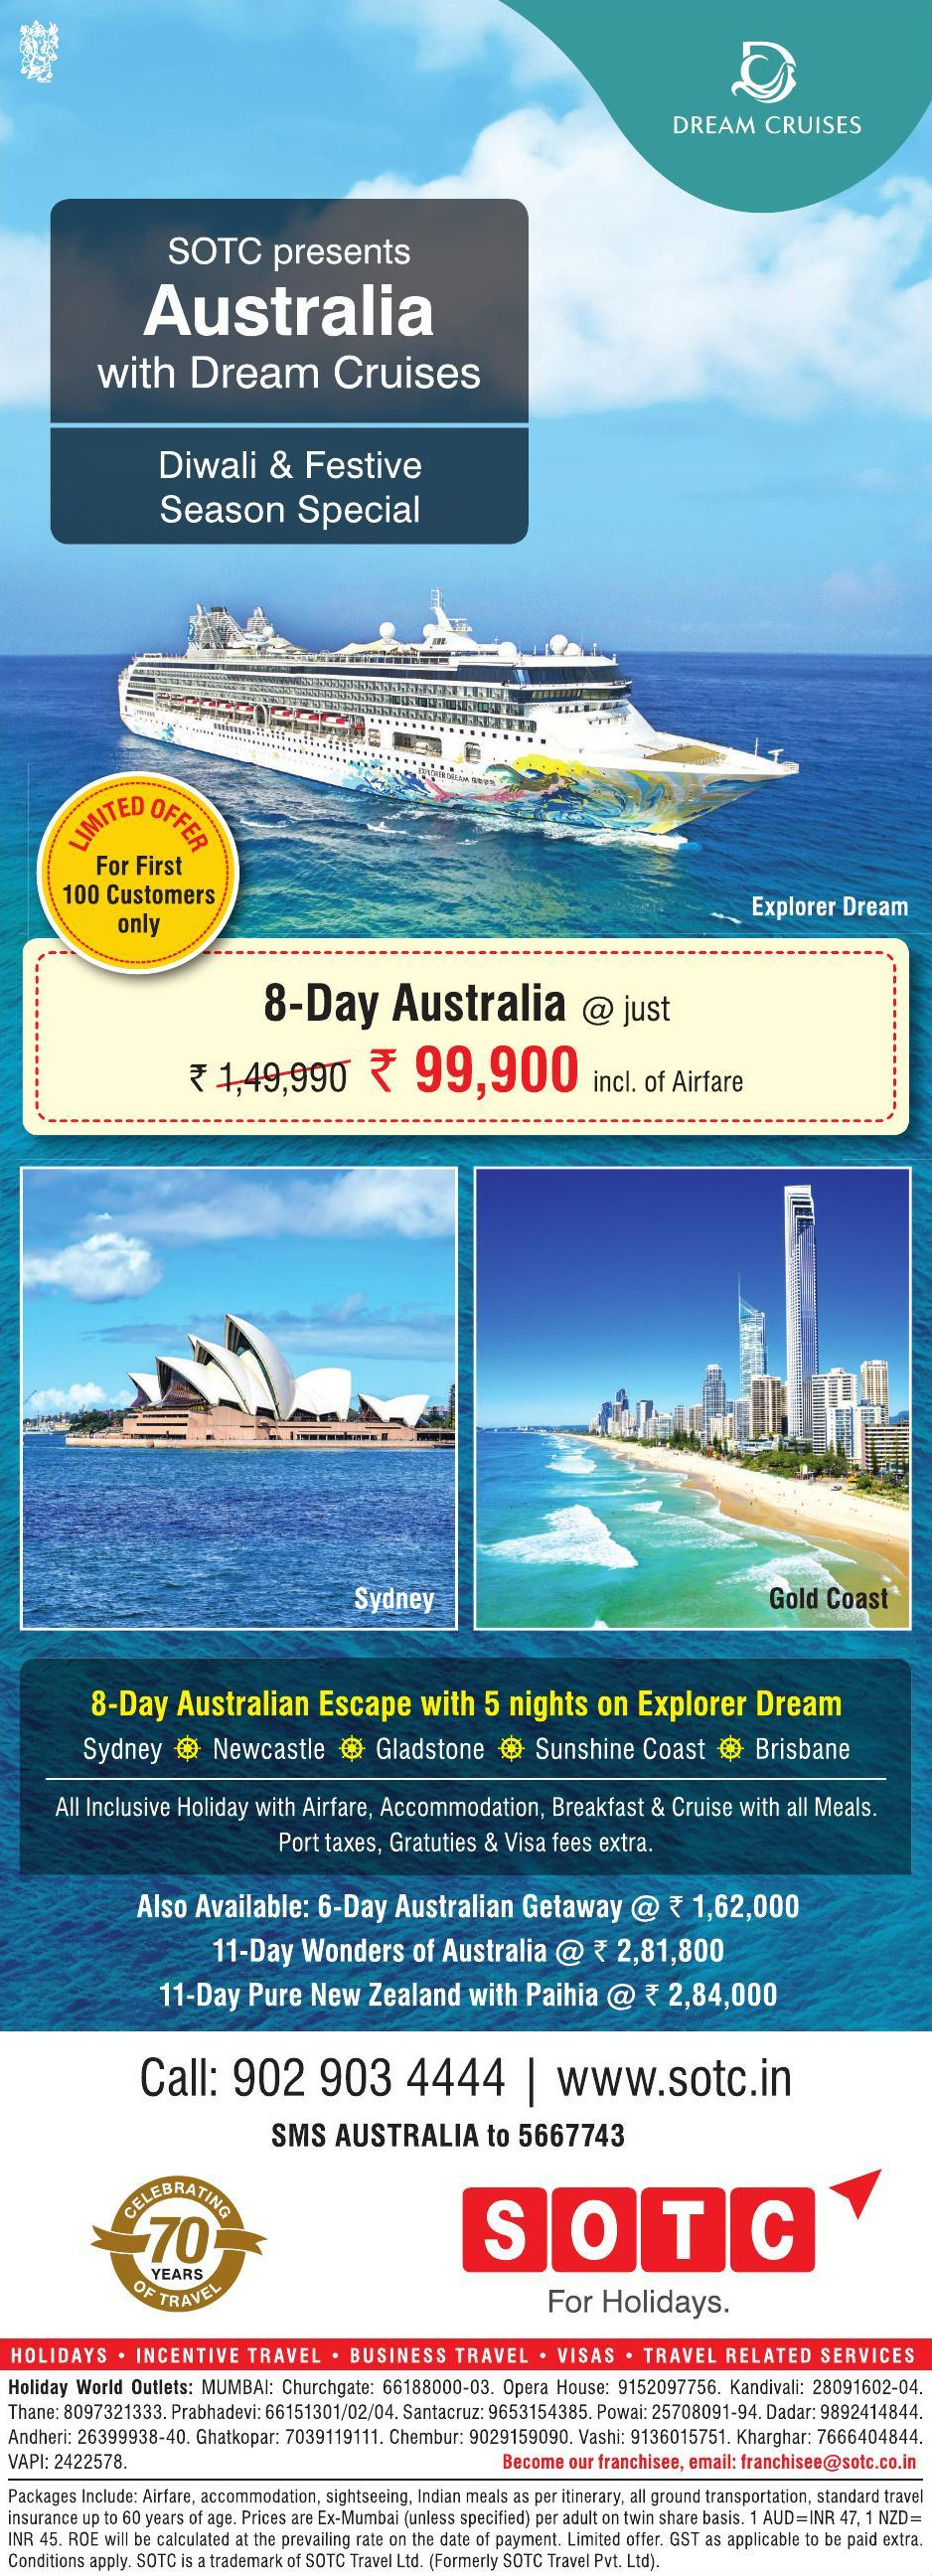 DREAM CRUISES
SOTC presents
Australia
with Dream Cruises
Diwali & Festive
Season Special
EXPLORER DREAM
LIMITED OFFER
For First
100 Customers
only
Explorer Dream
8-Day Australia @ just
₹ 1,49,990 ₹ 99,900 incl. of Airfare
Sydney
Gold Coast
8-Day Australian Escape with 5 nights on Explorer Dream
Sydney Newcastle Gladstone Sunshine Coast Brisbane
All Inclusive Holiday with Airfare, Accommodation, Breakfast & Cruise with all Meals.
Port taxes, Gratuties & Visa fees extra.
Also Available: 6-Day Australian Getaway @ ₹ 1,62,000
11-Day Wonders of Australia @ ₹ 2,81,800
11-Day Pure New Zealand with Paihia @ ₹ 2,84,000
Call: 902 903 4444 | www.sotc.in
SMS AUSTRALIA to 5667743
CELEBRATING
70
YEARS
OF TRAVEL
SOTC
For Holidays.
HOLIDAYS • INCENTIVE TRAVEL • BUSINESS TRAVEL • VISAS • TRAVEL RELATED SERVICES
Holiday World Outlets: MUMBAI: Churchgate: 66188000-03. Opera House: 9152097756. Kandivali: 28091602-04.
Thane: 8097321333. Prabhadevi: 66151301/02/04. Santacruz: 9653154385. Powai: 25708091-94. Dadar: 9892414844.
Andheri: 26399938-40. Ghatkopar: 7039119111. Chembur: 9029159090. Vashi: 9136015751. Kharghar: 7666404844.
VAPI: 2422578. Become our franchisee, email: franchisee@sotc.co.in
Packages Include: Airfare, accommodation, sightseeing, Indian meals as per itinerary, all ground transportation, standard travel
insurance up to 60 years of age. Prices are Ex-Mumbai (unless specified) per adult on twin share basis. 1 AUD=INR 47, 1 NZD=
INR 45. ROE will be calculated at the prevailing rate on the date of payment. Limited offer. GST as applicable to be paid extra.
Conditions apply. SOTC is a trademark of SOTC Travel Ltd. (Formerly SOTC Travel Pvt. Ltd).